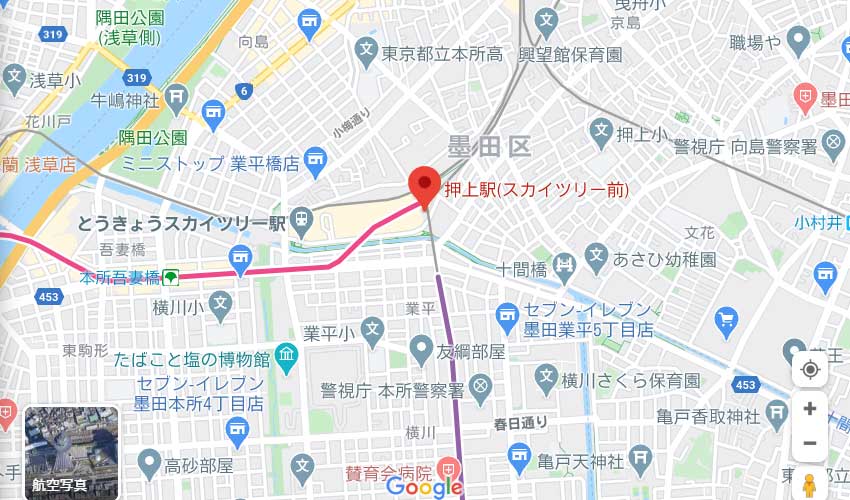 隅田公園
(浅草側)
319
向島
京島
曳舟小
職場や
東京都立本所高
興望館保育園
浅草小
319
牛嶋神社
6
花川戸
隅田公園
小梅通り
墨田
墨田区
押上小
警視庁 向島警察署
蘭 浅草店
ミニストップ 業平橋店
押上駅(スカイツリー前)
とうきょうスカイツリー駅
小村井
吾妻橋
文花
本所吾妻橋
十間橋
あさひ幼稚園
453
横川小
業平
セブン-イレブン
墨田業平5丁目店
東駒形
業平小
友綱部屋
たばこと塩の博物館
セブン-イレブン
墨田本所4丁目店
警視庁 本所警察署
横川さくら保育園
453
春日通り
亀戸香取神社
十間
横川
高砂部屋
賛育会病院
亀戸天神社
航空写真
Google